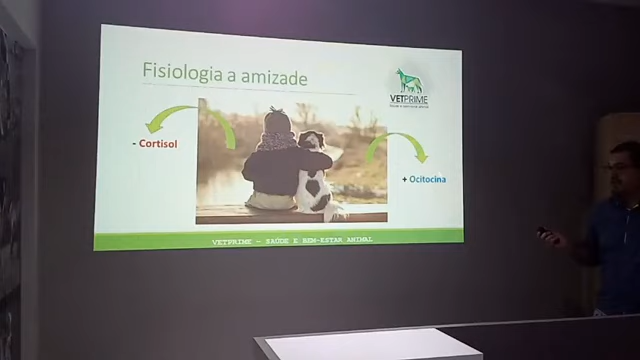 Fisiologia a amizade
VETPRIME
- Cortisol
+ Ocitocina
VETPRIME – SAÚDE E BEM-ESTAR ANIMAL